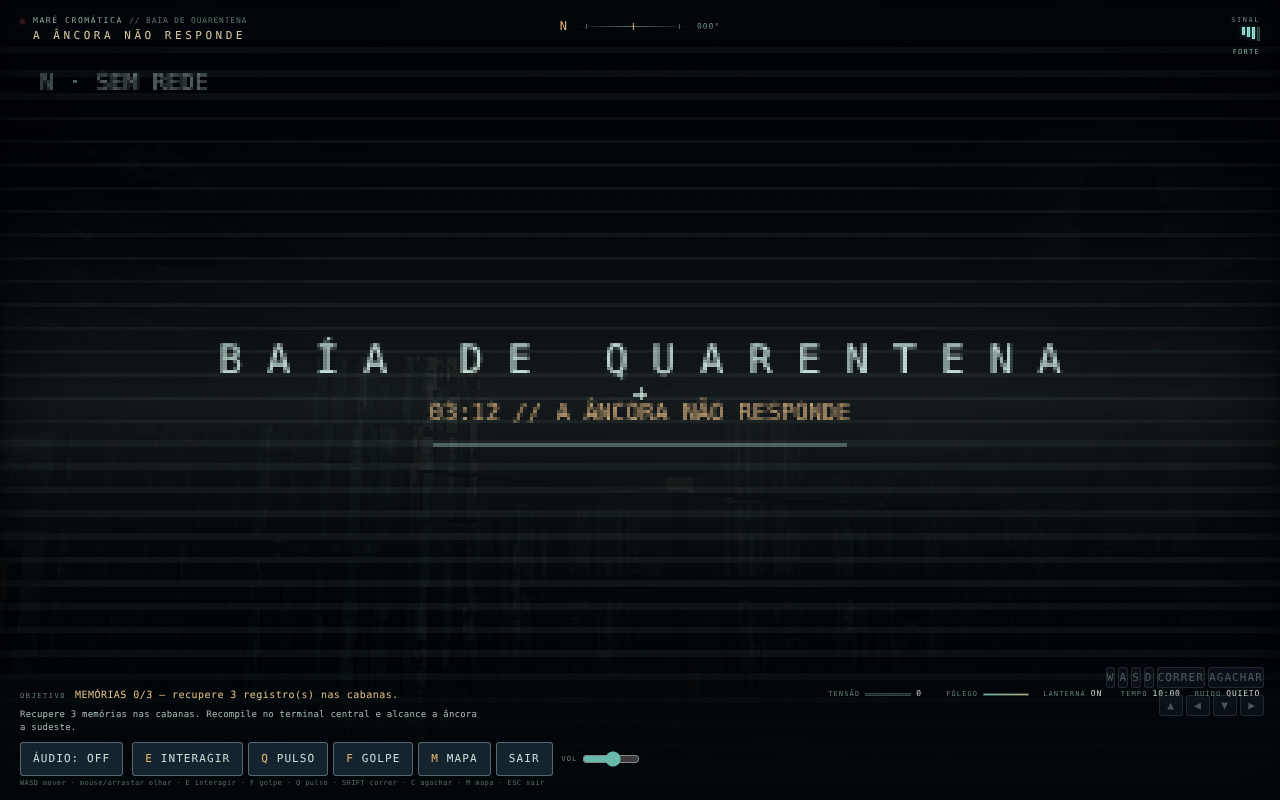 MARÉ CROMÁTICA // BAÍA DE QUARENTENA
A ÂNCORA NÃO RESPONDE
N 000°
SINAL
FORTE
N · SEM REDE
BAÍA DE QUARENTENA
03:12 // A ÂNCORA NÃO RESPONDE
W A S D CORRER AGACHAR
OBJETIVO MEMÓRIAS 0/3 — recupere 3 registro(s) nas cabanas.
TENSÃO 0 FÔLEGO LANTERNA ON TEMPO 10:00 RUÍDO QUIETO
▲ ◀ ▼ ▶
Recupere 3 memórias nas cabanas. Recompile no terminal central e alcance a âncora
a sudeste.
ÁUDIO: OFF E INTERAGIR Q PULSO F GOLPE M MAPA SAIR VOL
WASD mover · mouse/arrastar olhar · E interagir · F golpe · Q pulso · SHIFT correr · C agachar · M mapa · ESC sair